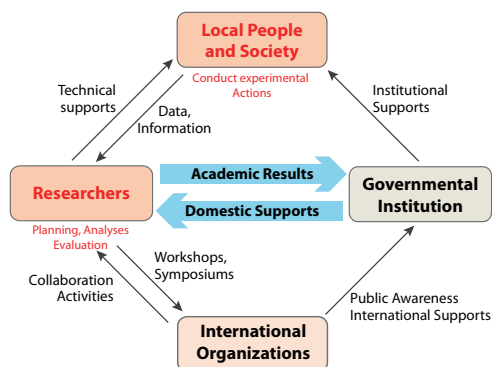 Local People
and Society
Conduct experimental
Actions
Technical
supports
Data,
Information
Institutional
Supports
Academic Results
Researchers
Governmental
Institution
Domestic Supports
Planning, Analyses
Evaluation
Workshops,
Symposiums
Collaboration
Activities
Public Awareness
International Supports
International
Organizations